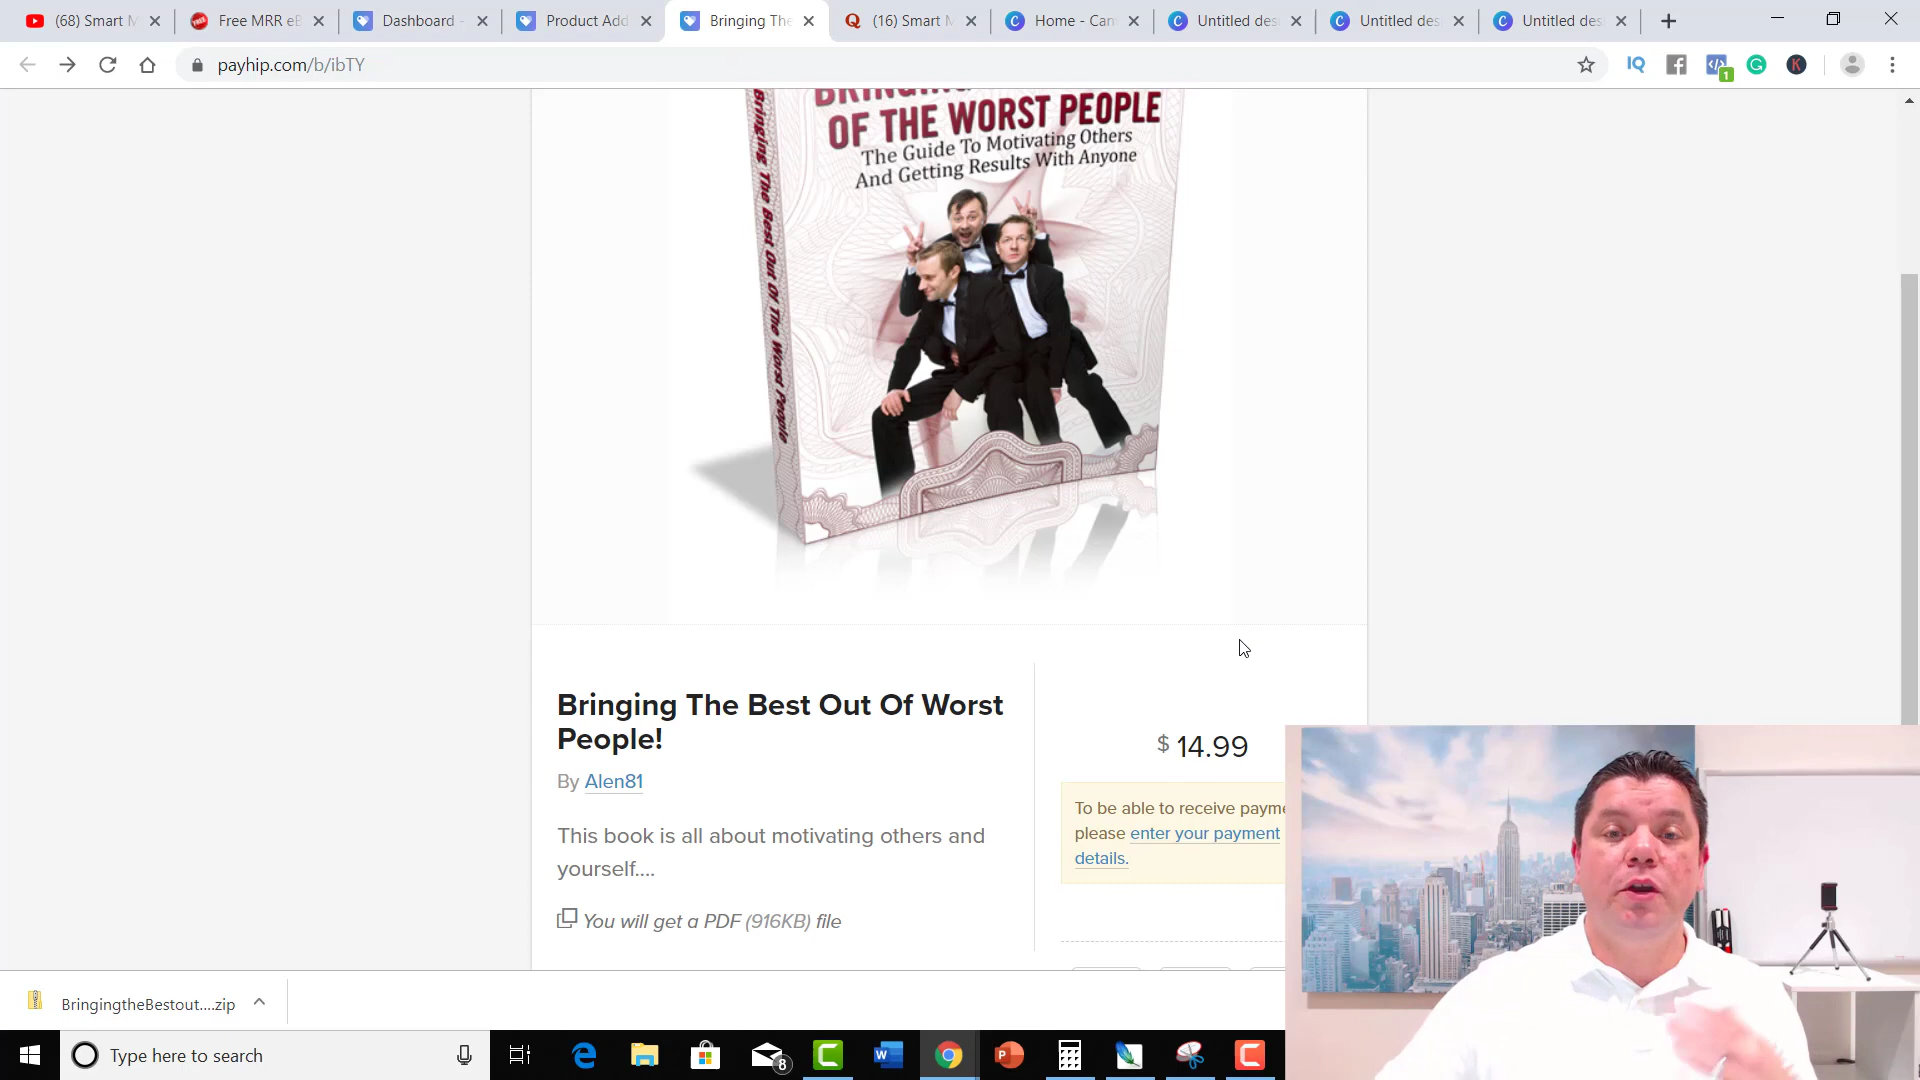 (68) Smart M
Free MRR eB
Dashboard -
Product Add
Bringing The
(16) Smart M
Home - Can
Untitled des
Untitled des
Untitled des
payhip.com/b/ibTY
IQ
1
K
OF THE WORST PEOPLE
The Guide To Motivating Others
And Getting Results With Anyone
Bringing The Best Out Of The Worst People
Bringing The Best Out Of Worst
People!
$ 14.99
By Alen81
To be able to receive payme
please enter your payment
details.
This book is all about motivating others and
yourself....
You will get a PDF (916KB) file
BringingtheBestout....zip
Type here to search
8